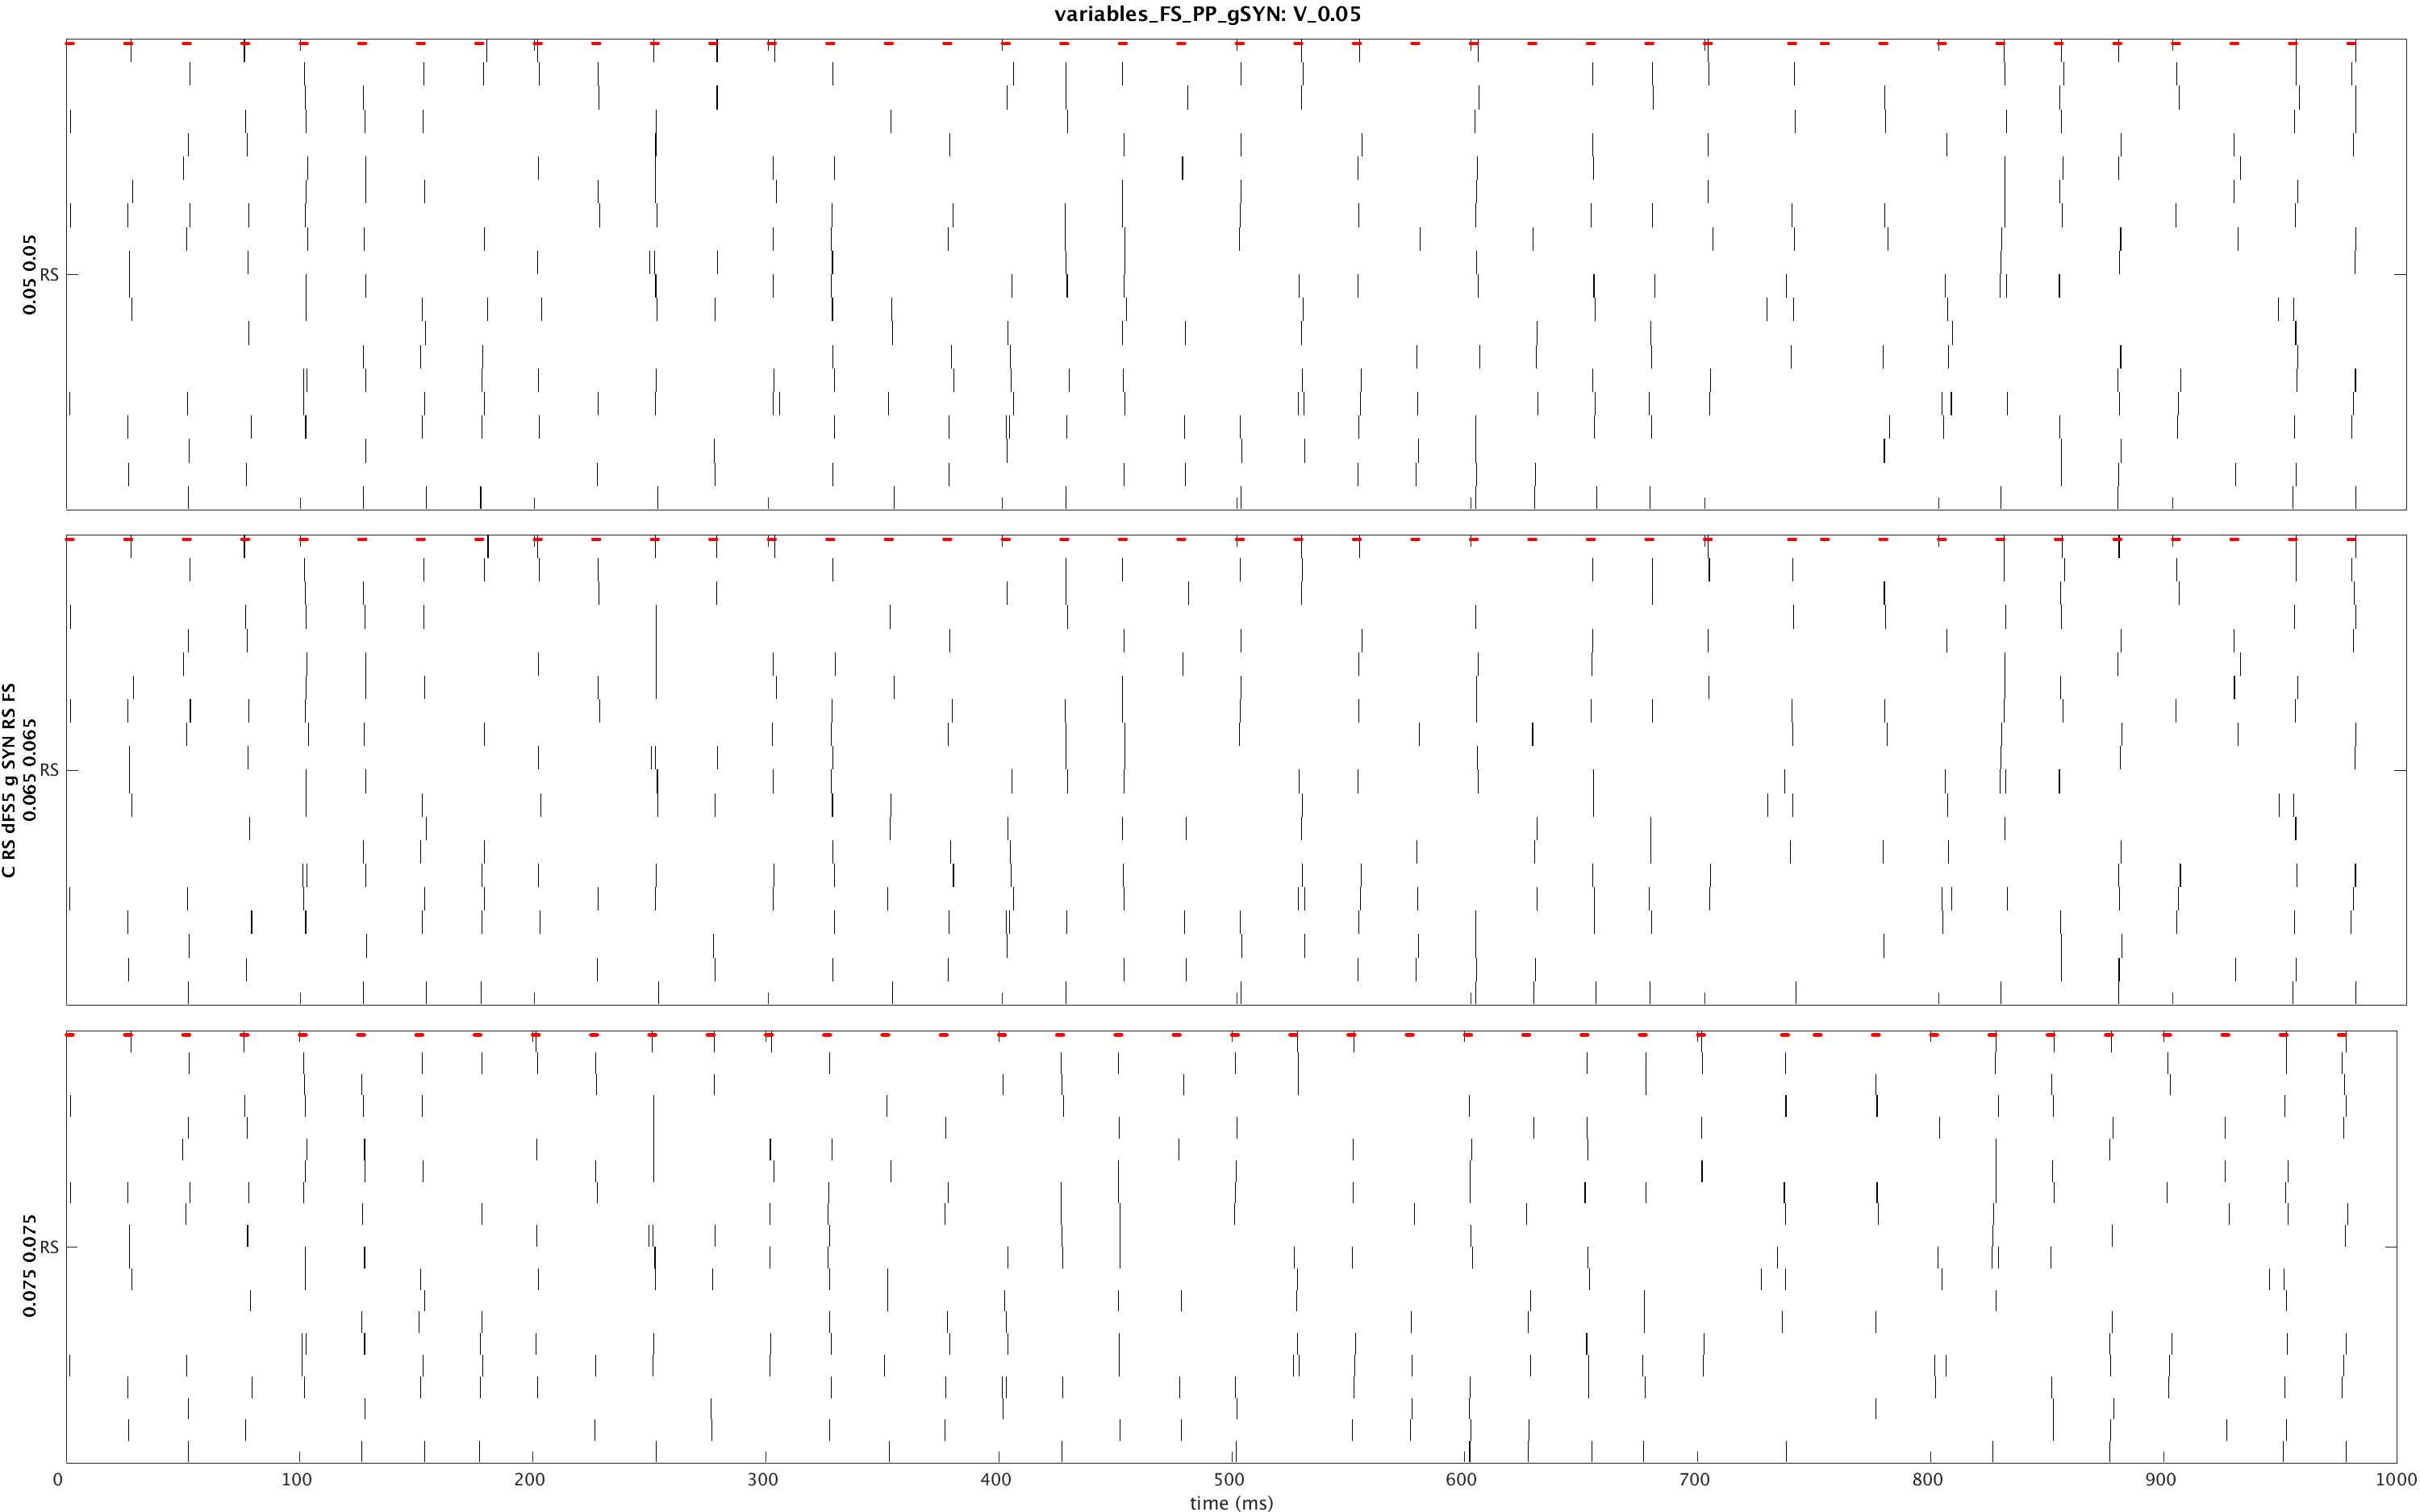 variables_FS_PP_gSYN: V_0.05
0.05 0.05
RS
C RS dFS5 g SYN RS FS
0.065 0.065
RS
0.075 0.075
RS
0 100 200 300 400 500 600 700 800 900 1000
time (ms)